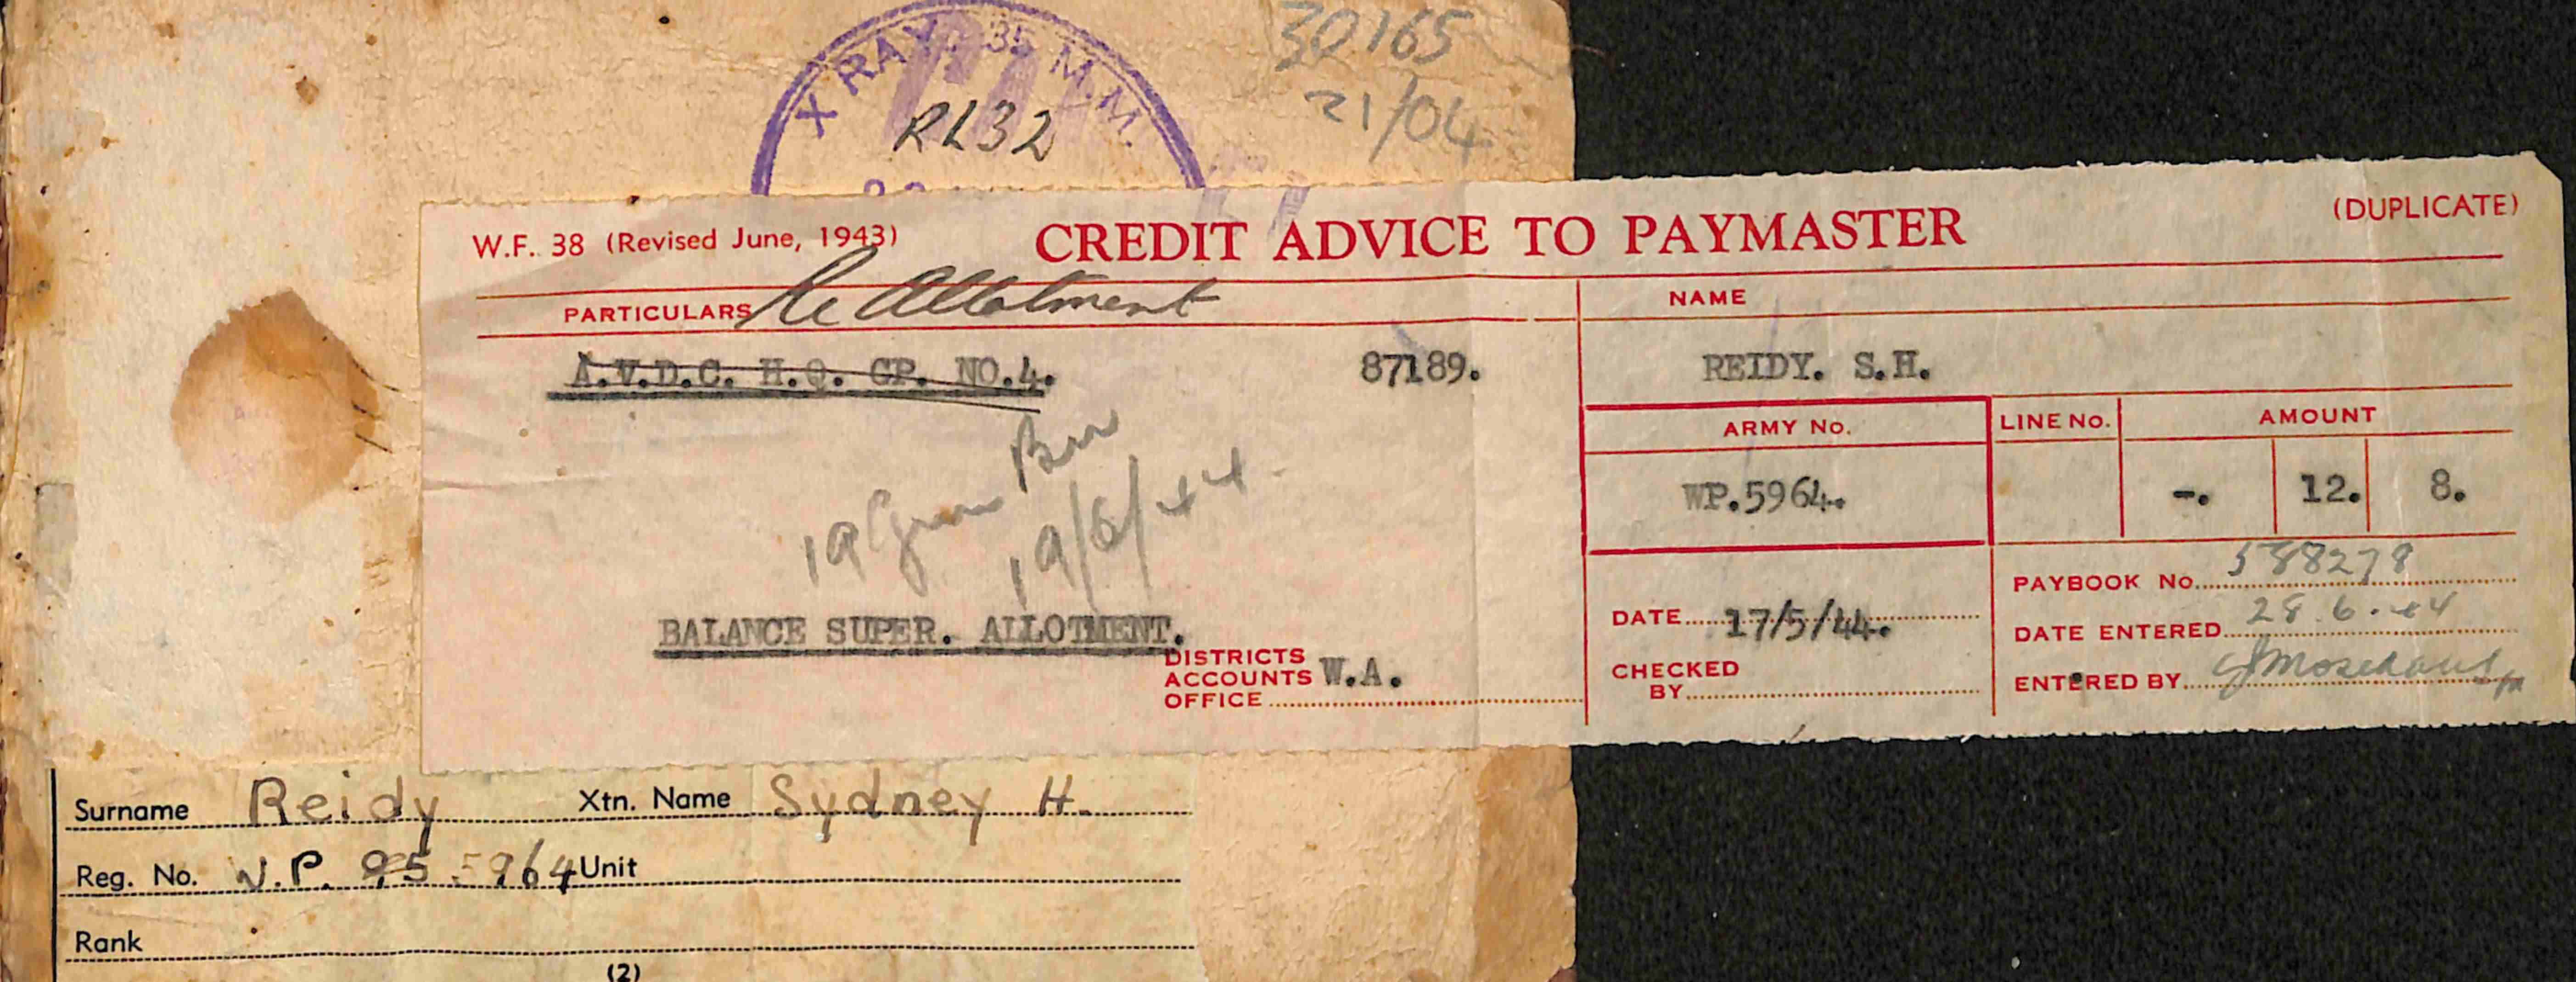 30165
21/04
X RAY 35 M.M.
RL32
W.F. 38 (Revised June, 1943)
CREDIT ADVICE TO PAYMASTER
(DUPLICATE)
PARTICULARS Re Allotment
NAME
A.V.D.C. H.Q. GP. NO.4. 87189.
REIDY. S.H.
ARMY No. LINE No. AMOUNT
WP.5964. -. 12. 8.
19
19/6/44.
BALANCE SUPER. ALLOTMENT.
DISTRICTS
ACCOUNTS W.A.
OFFICE
DATE 17/5/44.
CHECKED
BY
PAYBOOK No. 588278
DATE ENTERED 28.6.44
ENTERED BY
Surname Reidy Xtn. Name Sydney H.
Reg. No. W.P. 95 5964 Unit
Rank
(2)